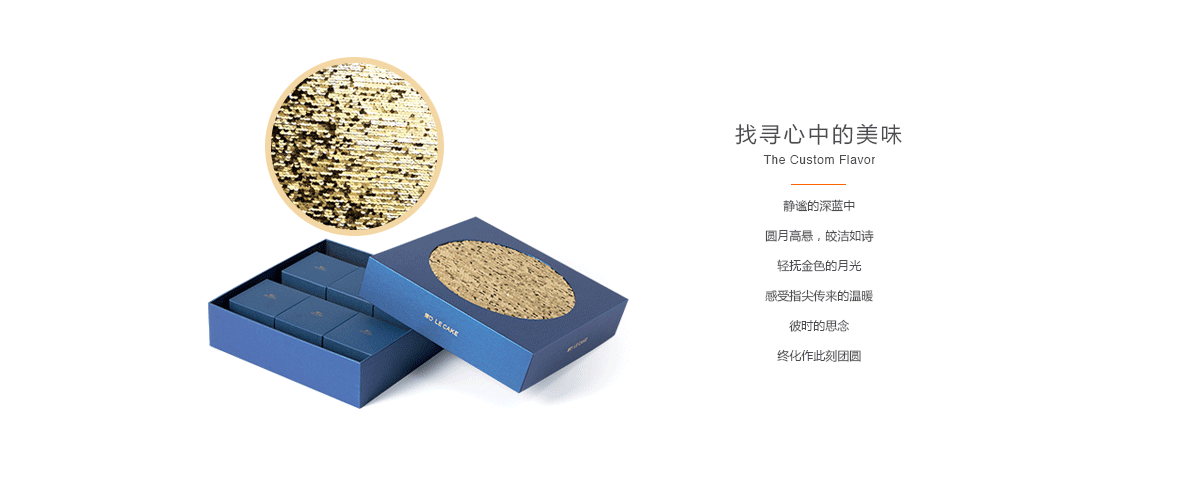 找寻心中的美味
The Custom Flavor
静谧的深蓝中
圆月高悬，皎洁如诗
轻抚金色的月光
感受指尖传来的温暖
彼时的思念
终化作此刻团圆
LE CAKE
LE CAKE